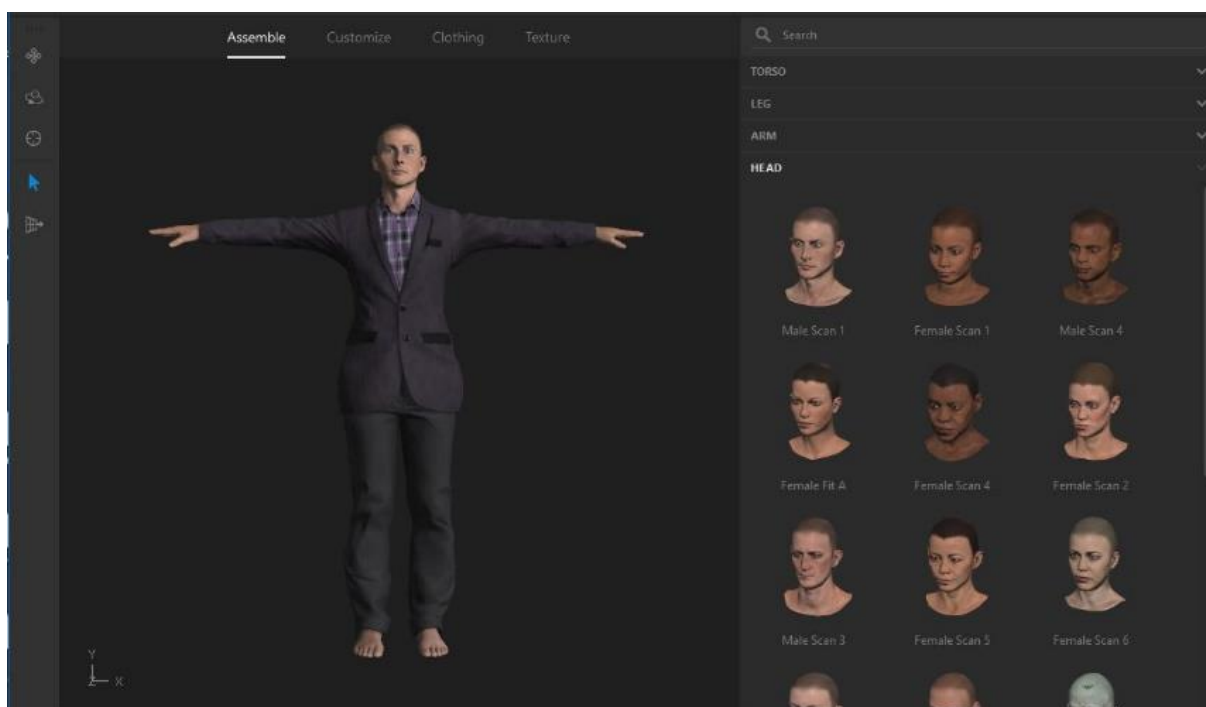 Assemble Customize Clothing Texture
Search
TORSO
LEG
ARM
HEAD
Male Scan 1 Female Scan 1 Male Scan 4
Female Fit A Female Scan 4 Female Scan 2
Male Scan 3 Female Scan 5 Female Scan 6
Y
Z X